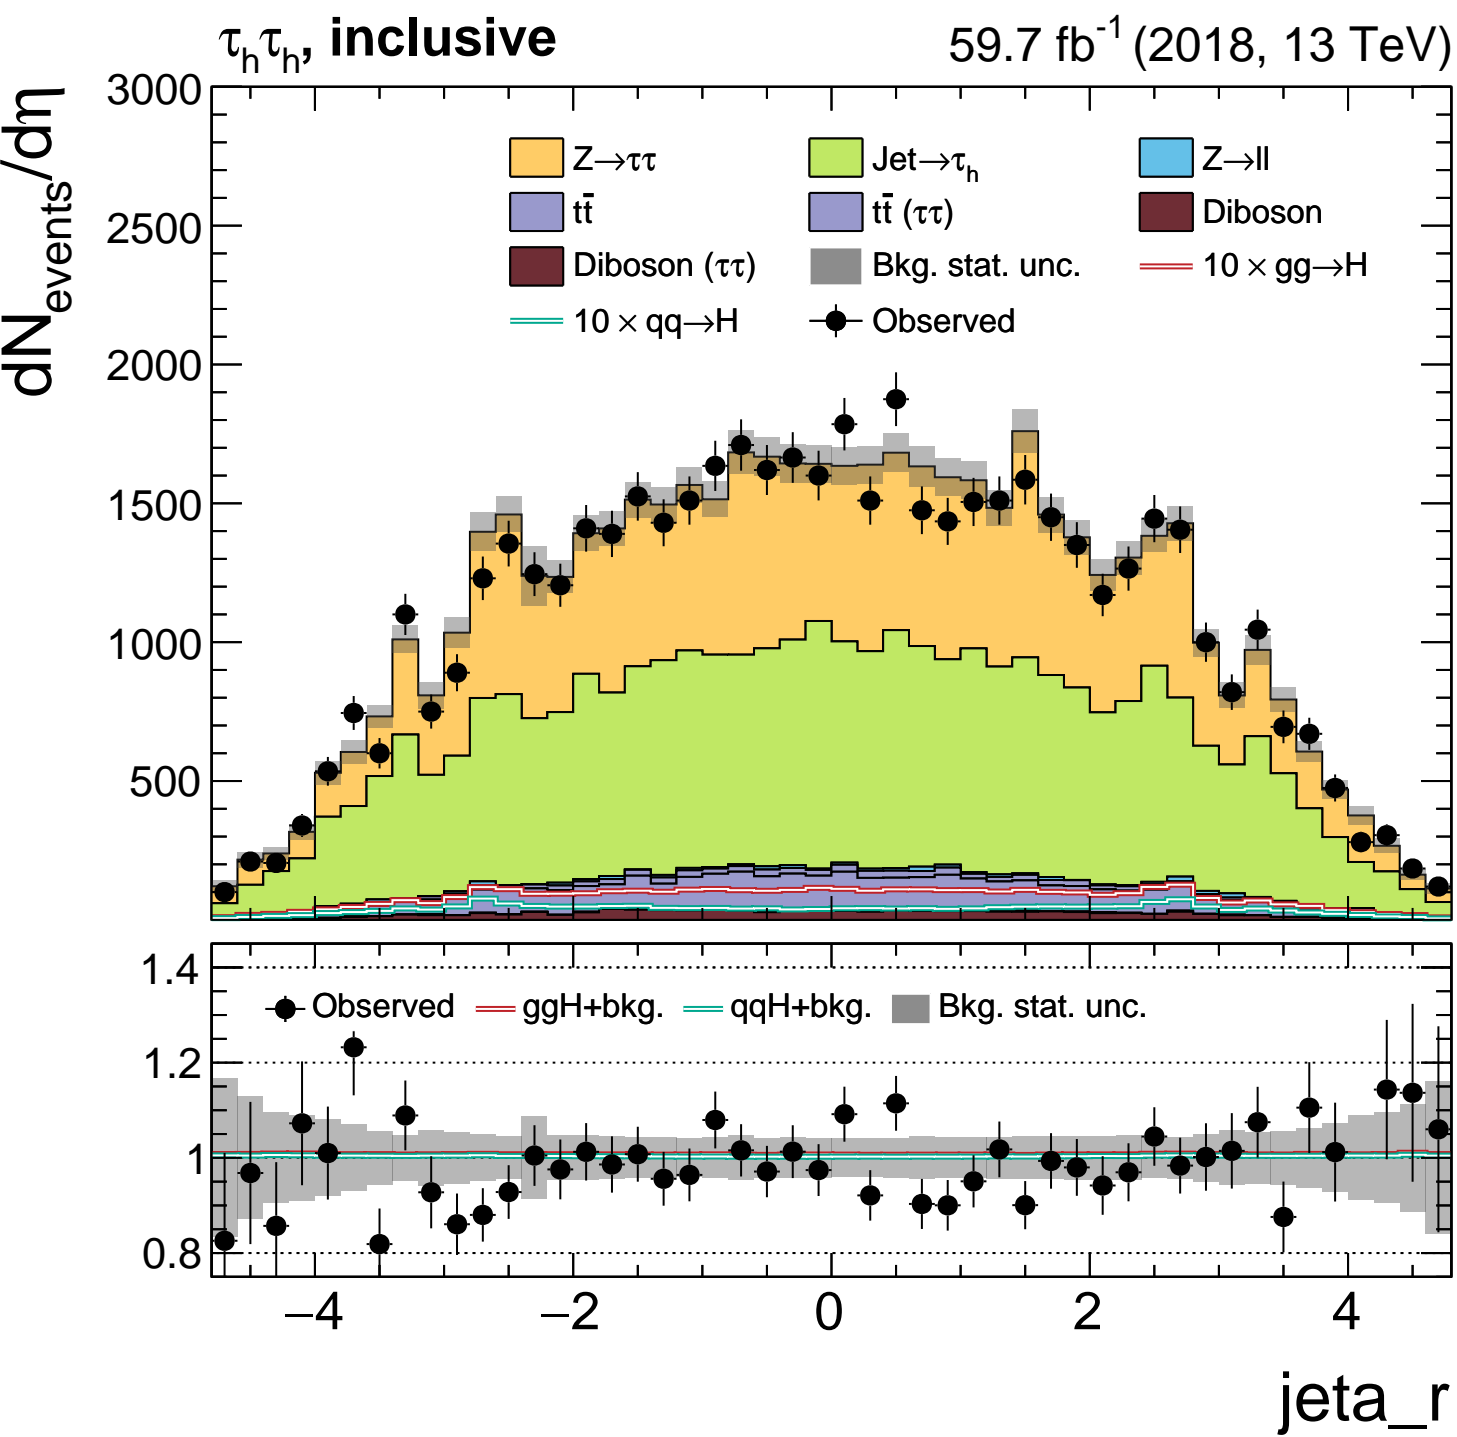 τhτh, inclusive 59.7 fb-1 (2018, 13 TeV)
dNevents/dη
3000
2500
2000
1500
1000
500
Z→ττ Jet→τh Z→ll
tt̄ tt̄ (ττ) Diboson
Diboson (ττ) Bkg. stat. unc. 10 × gg→H
10 × qq→H Observed
1.4
1.2
1
0.8
Observed ggH+bkg. qqH+bkg. Bkg. stat. unc.
−4 −2 0 2 4
jeta_r